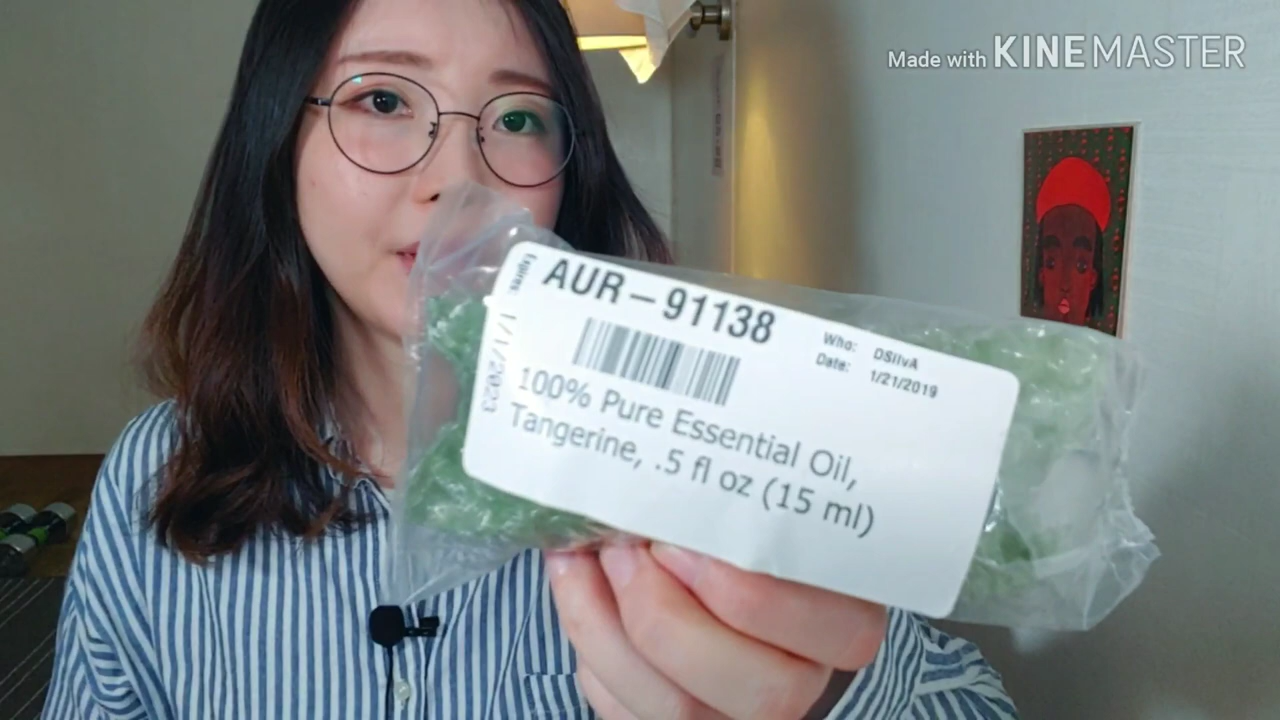 Made with KINEMASTER
AUR-91138
Who: DSilvA
Date: 1/21/2019
Expires: 1/1/2023
100% Pure Essential Oil,
Tangerine, .5 fl oz (15 ml)